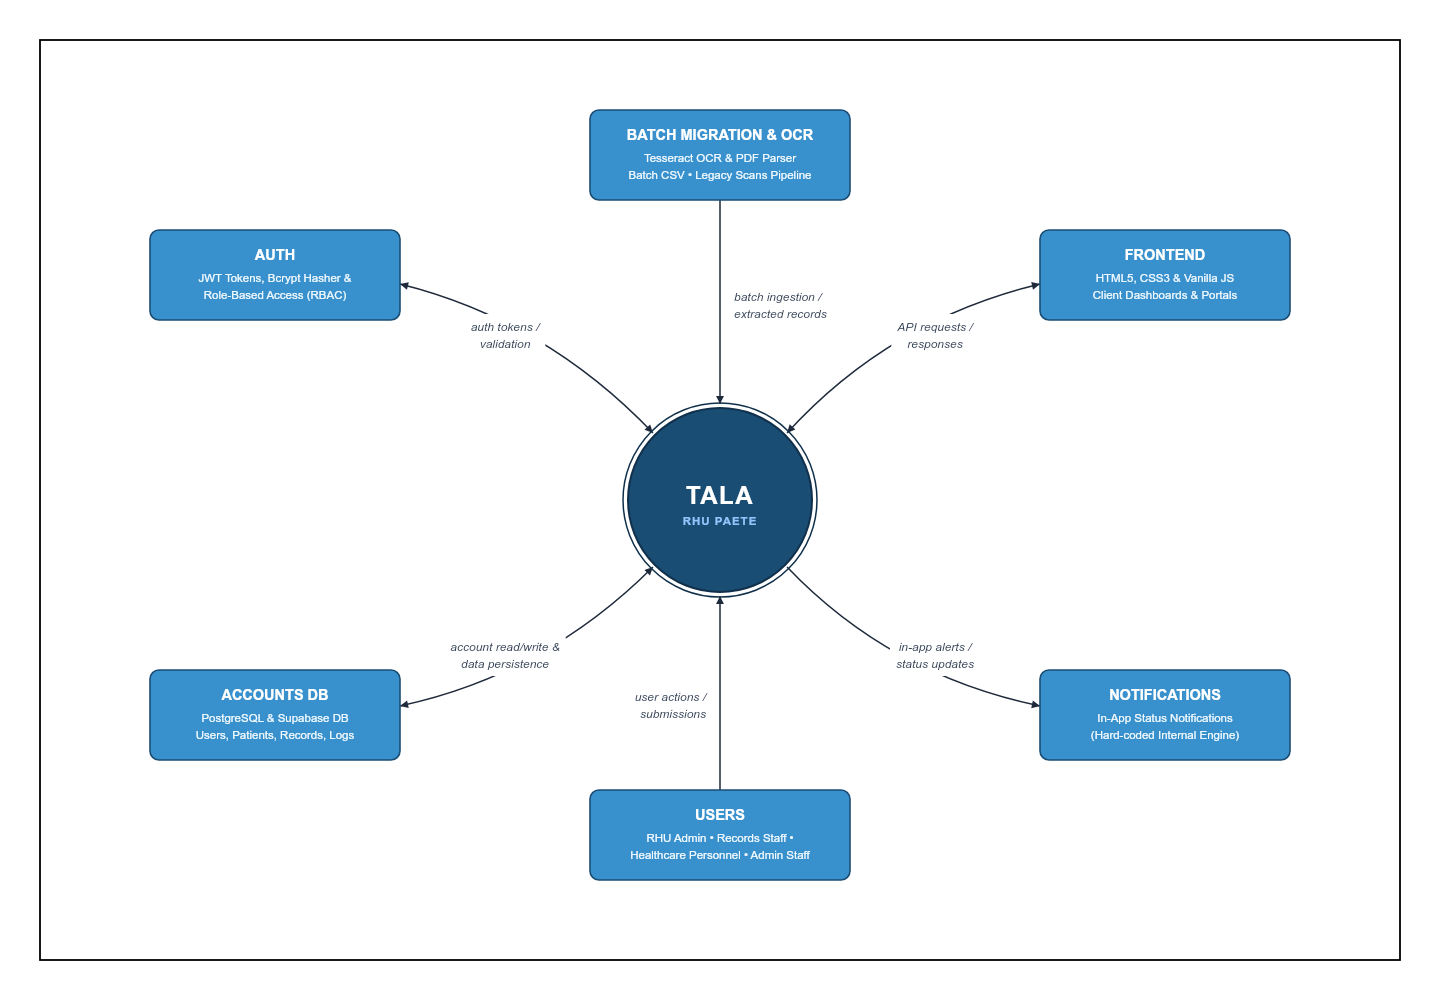 BATCH MIGRATION & OCR
Tesseract OCR & PDF Parser
Batch CSV • Legacy Scans Pipeline
AUTH
JWT Tokens, Bcrypt Hasher &
Role-Based Access (RBAC)
FRONTEND
HTML5, CSS3 & Vanilla JS
Client Dashboards & Portals
batch ingestion /
extracted records
auth tokens /
validation
API requests /
responses
TALA
RHU PAETE
account read/write &
data persistence
in-app alerts /
status updates
user actions /
submissions
ACCOUNTS DB
PostgreSQL & Supabase DB
Users, Patients, Records, Logs
NOTIFICATIONS
In-App Status Notifications
(Hard-coded Internal Engine)
USERS
RHU Admin • Records Staff •
Healthcare Personnel • Admin Staff